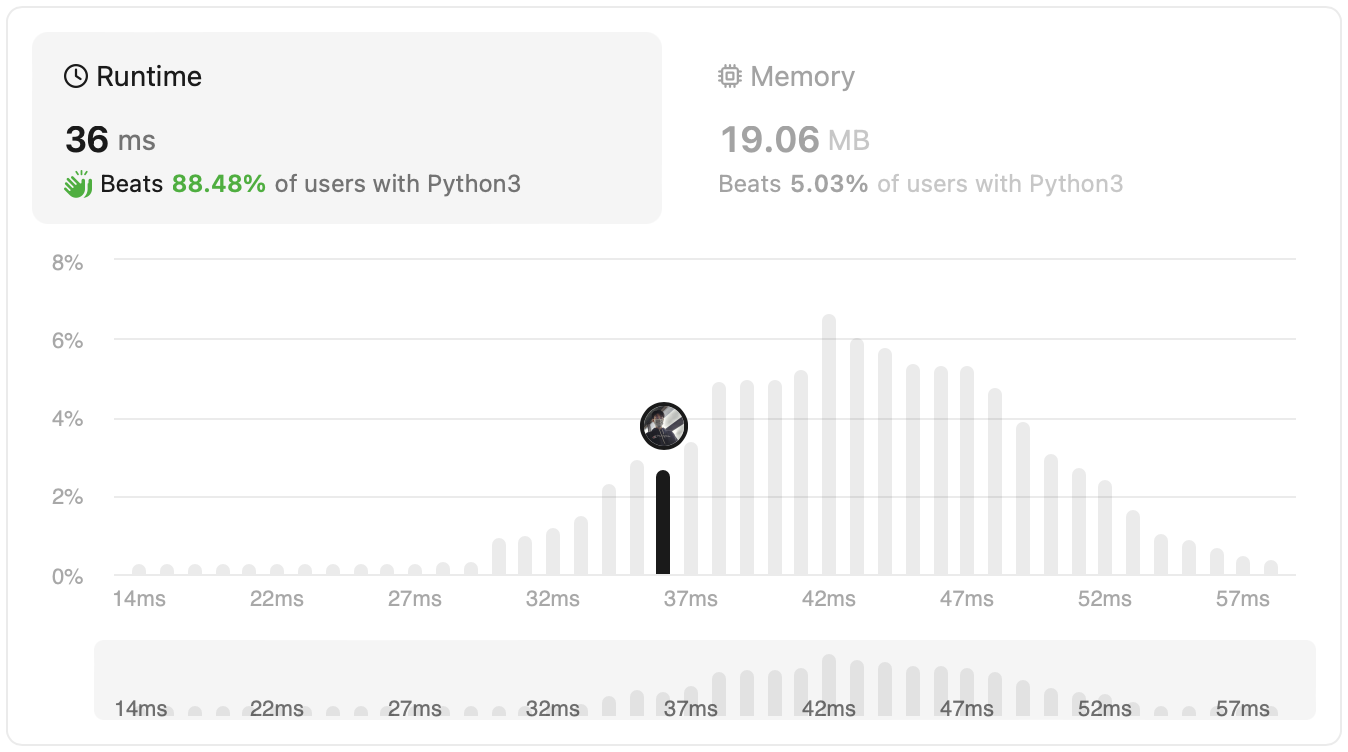 Runtime
36 ms
Beats 88.48% of users with Python3
Memory
19.06 MB
Beats 5.03% of users with Python3
8%
6%
4%
2%
0%
14ms 22ms 27ms 32ms 37ms 42ms 47ms 52ms 57ms
14ms 22ms 27ms 32ms 37ms 42ms 47ms 52ms 57ms